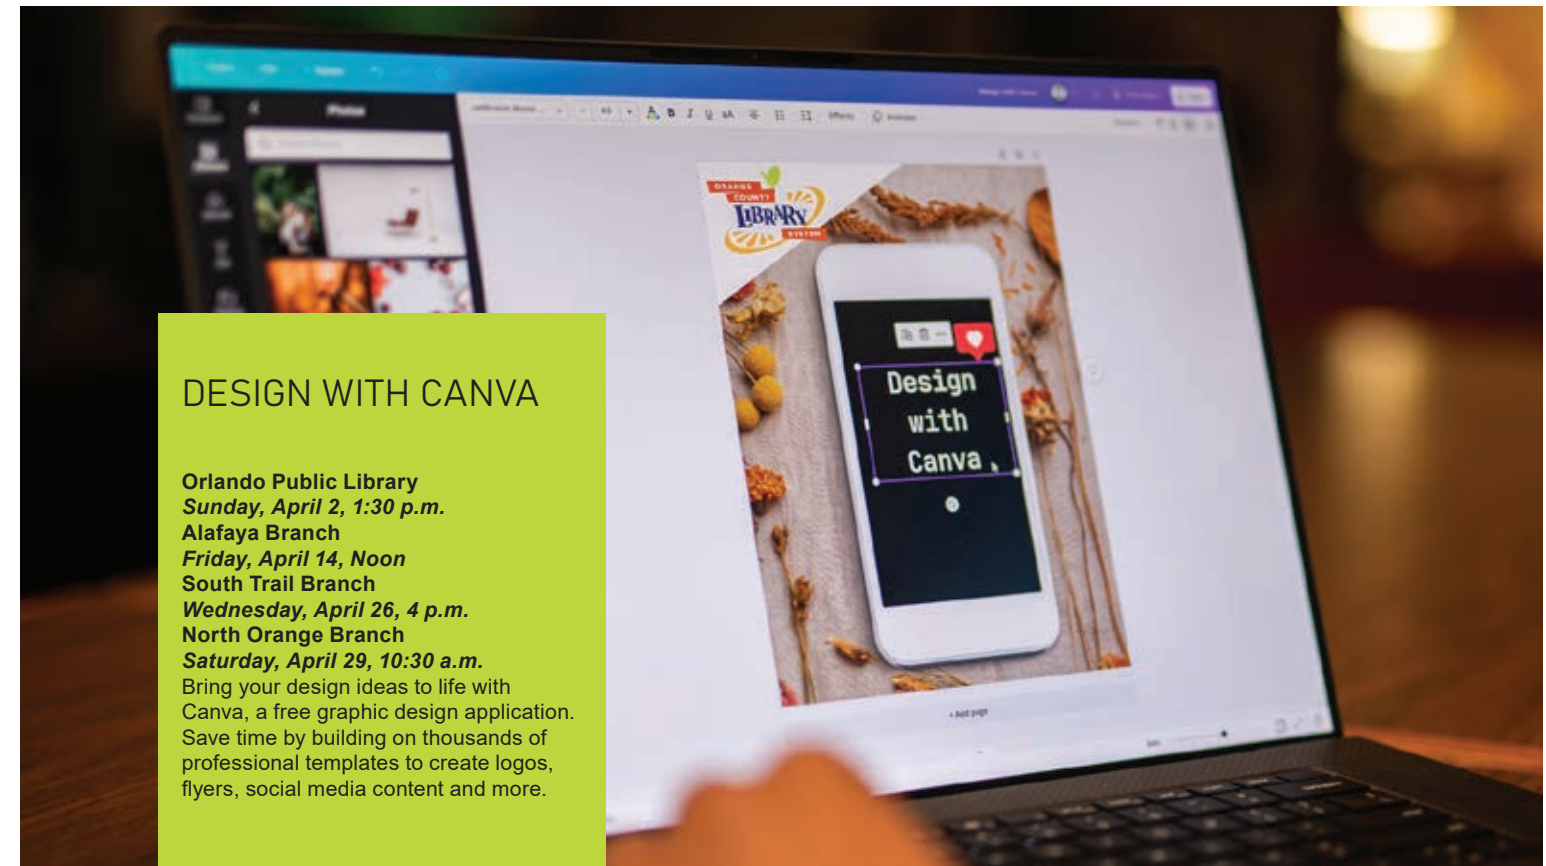 Photos
B I U aA
Effects
Animate
ORANGE
COUNTY
LIBRARY
SYSTEM
Design
with
Canva
+ Add page
DESIGN WITH CANVA
Orlando Public Library
Sunday, April 2, 1:30 p.m.
Alafaya Branch
Friday, April 14, Noon
South Trail Branch
Wednesday, April 26, 4 p.m.
North Orange Branch
Saturday, April 29, 10:30 a.m.
Bring your design ideas to life with
Canva, a free graphic design application.
Save time by building on thousands of
professional templates to create logos,
flyers, social media content and more.